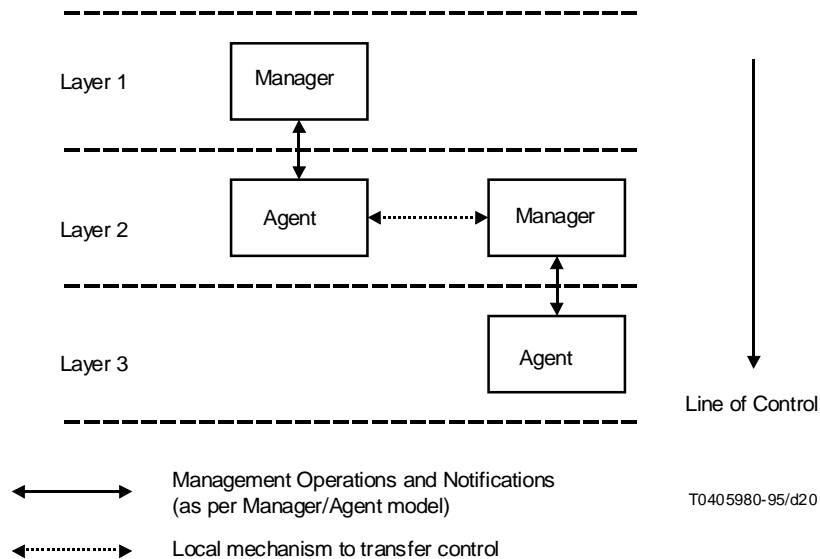 Layer 1
Manager
Layer 2
Agent
Manager
Layer 3
Agent
Line of Control
Management Operations and Notifications
(as per Manager/Agent model)
T0405980-95/d20
Local mechanism to transfer control